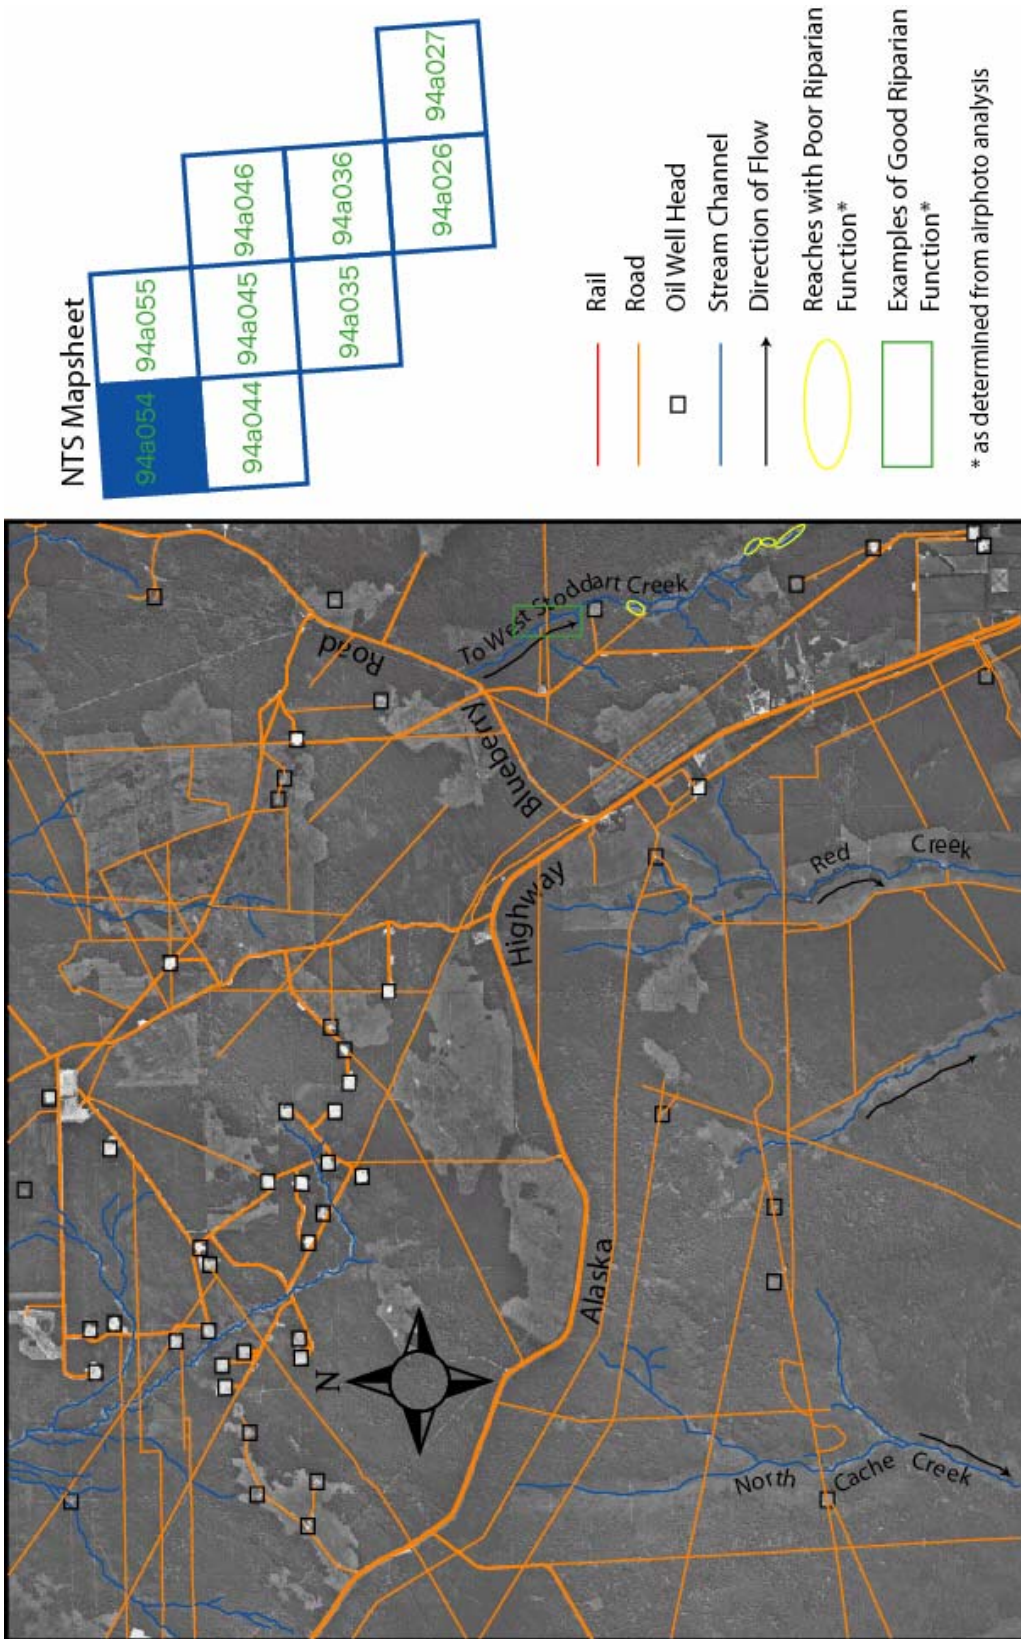 NTS Mapsheet
94a054
94a055
94a044
94a045
94a046
94a035
94a036
94a026
94a027
Rail
Road
Oil Well Head
Stream Channel
Direction of Flow
Reaches with Poor Riparian
Function*
Examples of Good Riparian
Function*
* as determined from airphoto analysis
Blueberry Road
To West Stoddart Creek
Alaska Highway
Red Creek
North Cache Creek
N